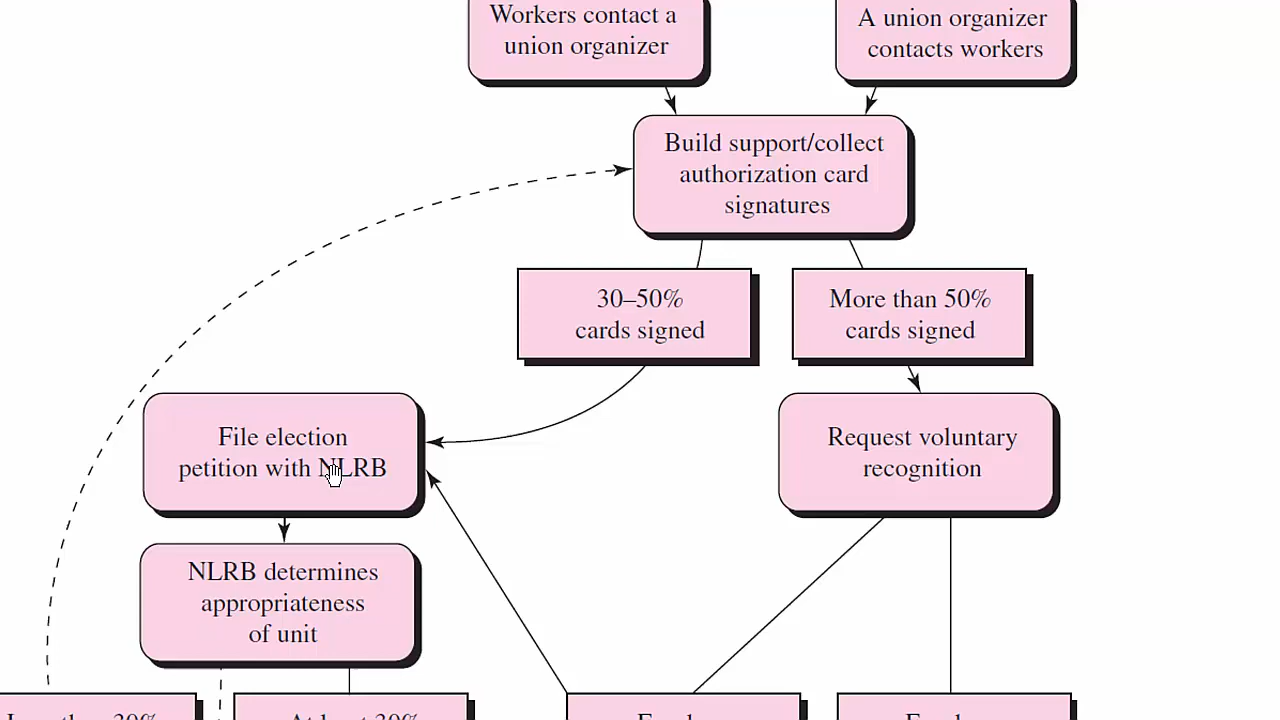 Workers contact a
union organizer
A union organizer
contacts workers
Build support/collect
authorization card
signatures
30–50%
cards signed
More than 50%
cards signed
File election
petition with NLRB
Request voluntary
recognition
NLRB determines
appropriateness
of unit